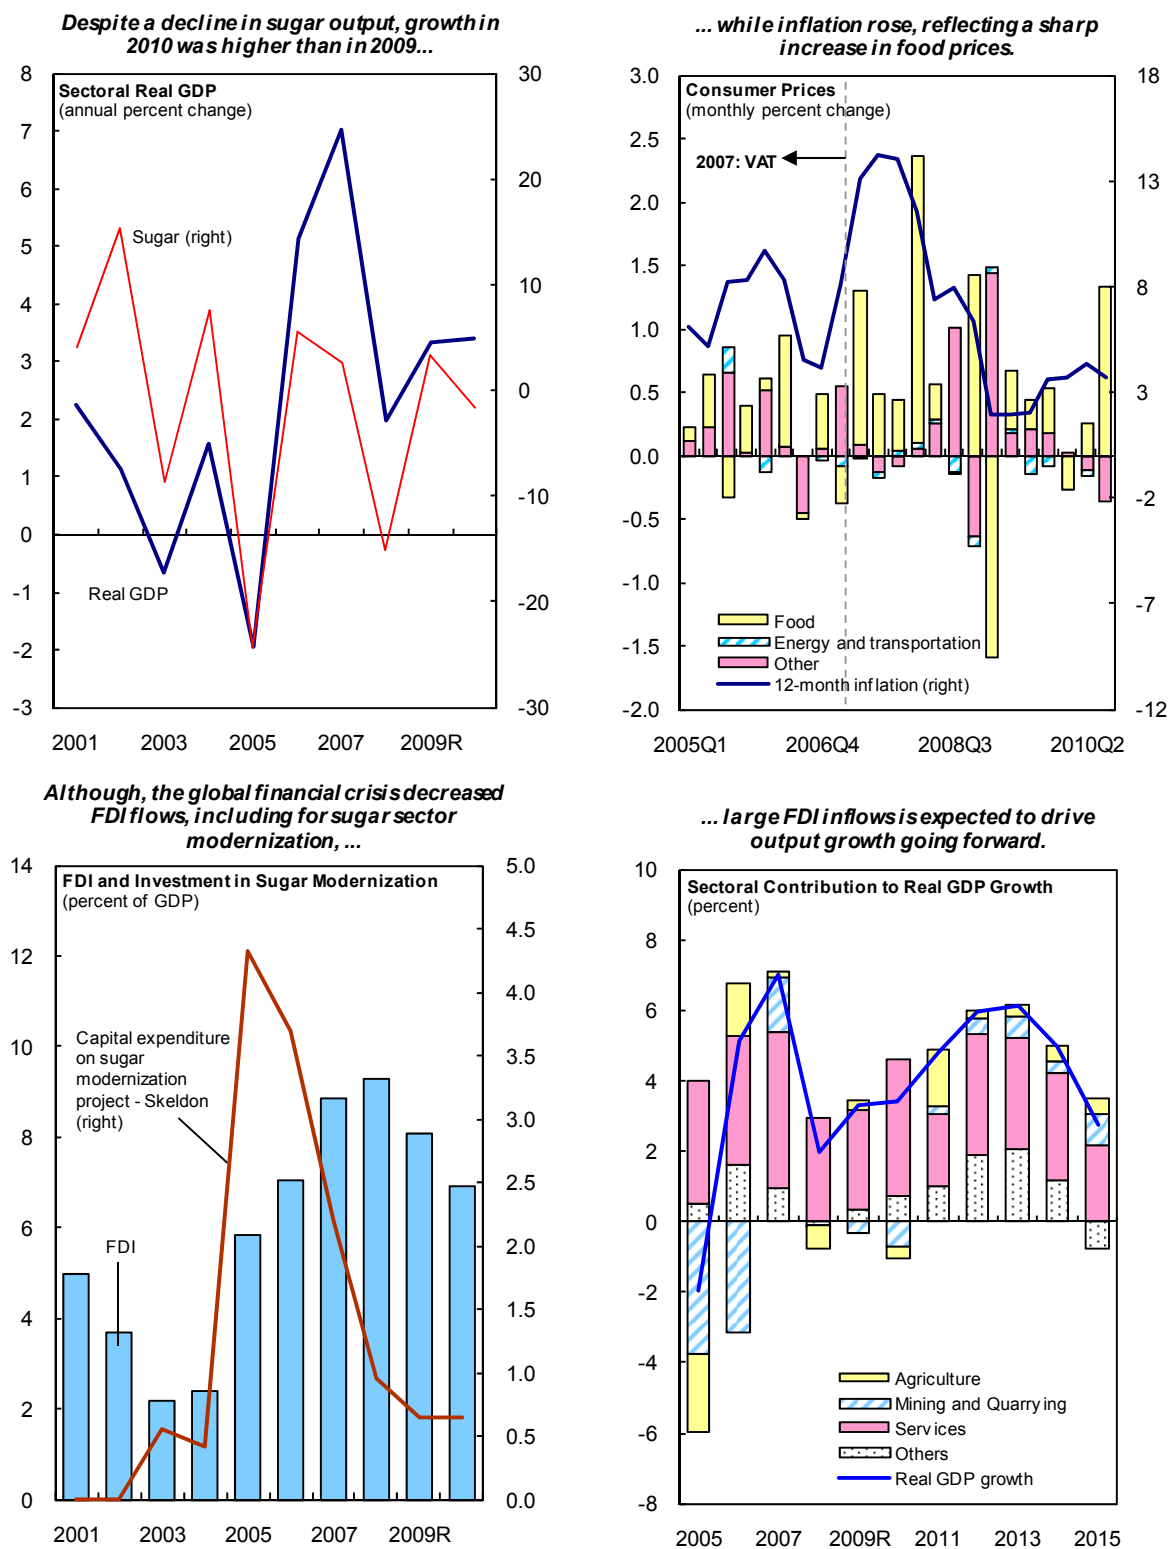 Despite a decline in sugar output, growth in
2010 was higher than in 2009...
8
7
6
5
4
3
2
1
0
-1
-2
-3
30
20
10
0
-10
-20
-30
Sectoral Real GDP
(annual percent change)
Sugar (right)
Real GDP
2001
2003
2005
2007
2009R
... while inflation rose, reflecting a sharp
increase in food prices.
3.0
2.5
2.0
1.5
1.0
0.5
0.0
-0.5
-1.0
-1.5
-2.0
18
13
8
3
-2
-7
-12
Consumer Prices
(monthly percent change)
2007: VAT
Food
Energy and transportation
Other
12-month inflation (right)
2005Q1
2006Q4
2008Q3
2010Q2
Although, the global financial crisis decreased
FDI flows, including for sugar sector
modernization, ...
14
12
10
8
6
4
2
0
5.0
4.5
4.0
3.5
3.0
2.5
2.0
1.5
1.0
0.5
0.0
FDI and Investment in Sugar Modernization
(percent of GDP)
Capital expenditure
on sugar
modernization
project - Skeldon
(right)
FDI
2001
2003
2005
2007
2009R
... large FDI inflows is expected to drive
output growth going forward.
10
8
6
4
2
0
-2
-4
-6
-8
Sectoral Contribution to Real GDP Growth
(percent)
Agriculture
Mining and Quarrying
Services
Others
Real GDP growth
2005
2007
2009R
2011
2013
2015